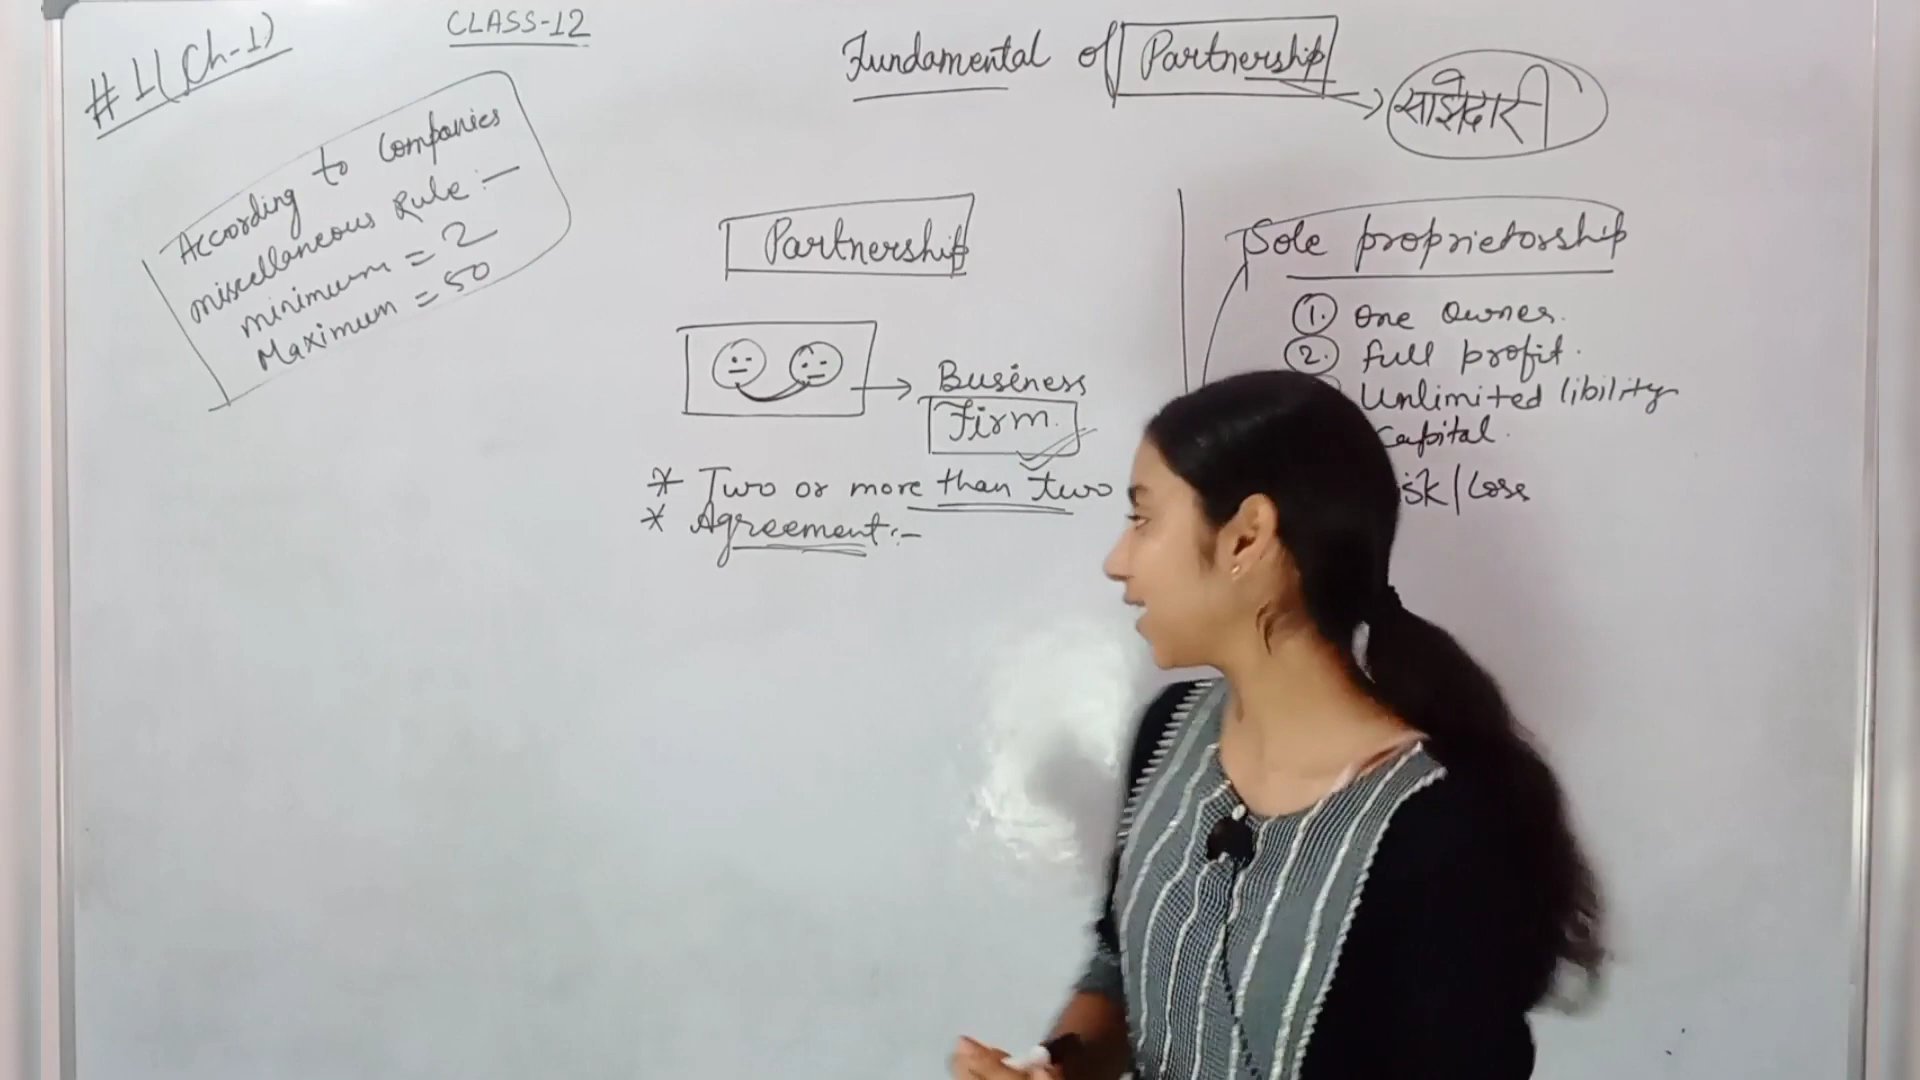 # 1 (Ch-1)
CLASS-12
Fundamental of Partnership
साझेदारी
According to Companies
miscellaneous Rule :-
minimum = 2
Maximum = 50
Partnership
Business
Firm.
* Two or more than two
* Agreement:-
Sole proprietorship
1. One Owner.
2. full profit.
Unlimited libility
Capital.
isk/Loss